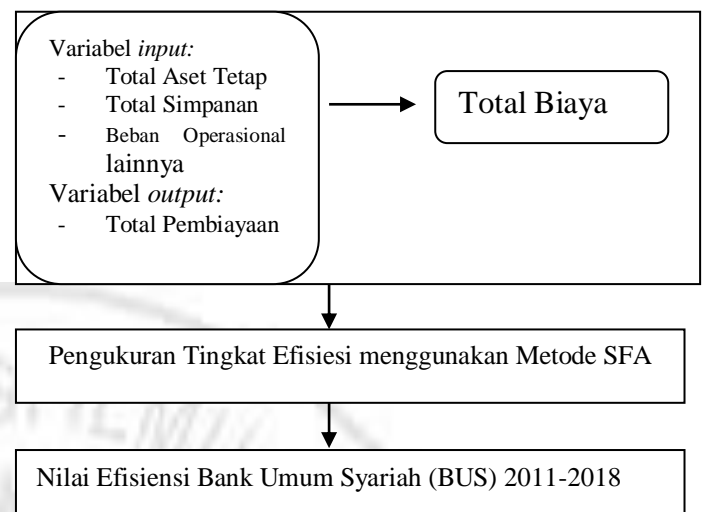 Variabel input:
- Total Aset Tetap
- Total Simpanan
- Beban Operasional
lainnya
Variabel output:
- Total Pembiayaan
Total Biaya
Pengukuran Tingkat Efisiesi menggunakan Metode SFA
Nilai Efisiensi Bank Umum Syariah (BUS) 2011-2018